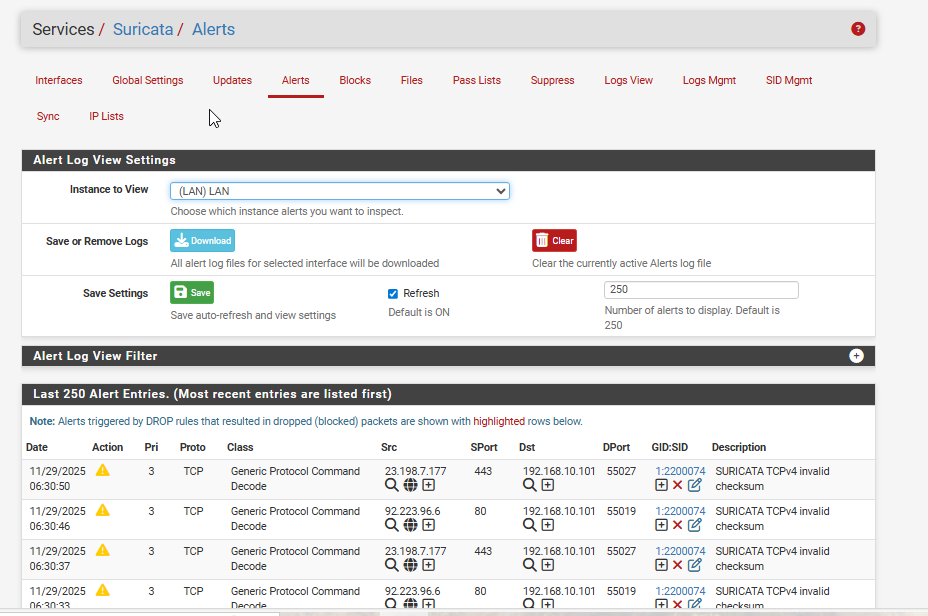 Services / Suricata / Alerts
?
Interfaces Global Settings Updates Alerts Blocks Files Pass Lists Suppress Logs View Logs Mgmt SID Mgmt
Sync IP Lists
Alert Log View Settings
Instance to View (LAN) LAN
Choose which instance alerts you want to inspect.
Save or Remove Logs Download Clear
All alert log files for selected interface will be downloaded Clear the currently active Alerts log file
Save Settings Save Refresh 250
Save auto-refresh and view settings Default is ON Number of alerts to display. Default is
250
Alert Log View Filter
Last 250 Alert Entries. (Most recent entries are listed first)
Note: Alerts triggered by DROP rules that resulted in dropped (blocked) packets are shown with highlighted rows below.
Date Action Pri Proto Class Src SPort Dst DPort GID:SID Description
11/29/2025 3 TCP Generic Protocol Command 23.198.7.177 443 192.168.10.101 55027 1:2200074 SURICATA TCPv4 invalid
06:30:50 Decode checksum
11/29/2025 3 TCP Generic Protocol Command 92.223.96.6 80 192.168.10.101 55019 1:2200074 SURICATA TCPv4 invalid
06:30:46 Decode checksum
11/29/2025 3 TCP Generic Protocol Command 23.198.7.177 443 192.168.10.101 55027 1:2200074 SURICATA TCPv4 invalid
06:30:37 Decode checksum
11/29/2025 3 TCP Generic Protocol Command 92.223.96.6 80 192.168.10.101 55019 1:2200074 SURICATA TCPv4 invalid
06:30:33 Decode checksum